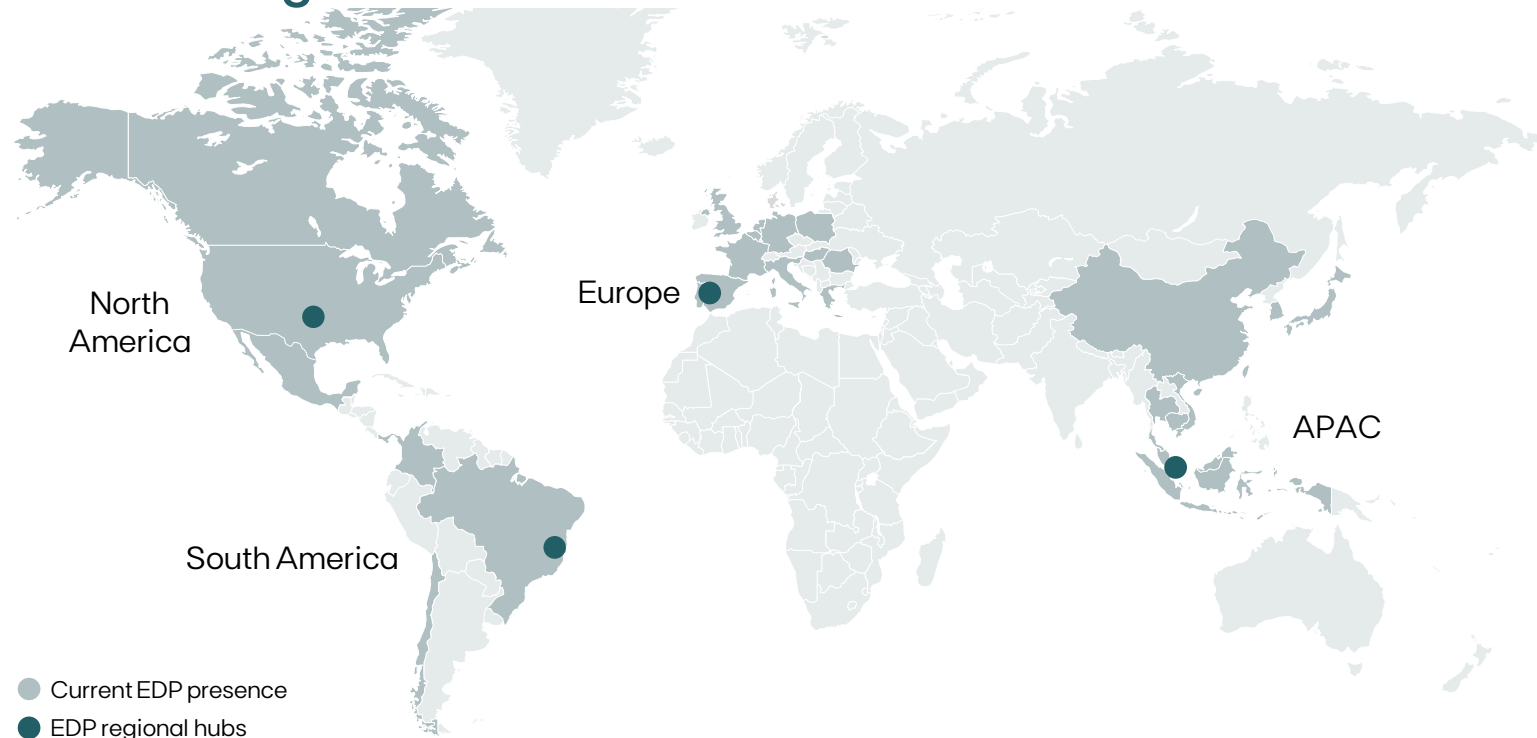 North
America
Europe
APAC
South America
Current EDP presence
EDP regional hubs